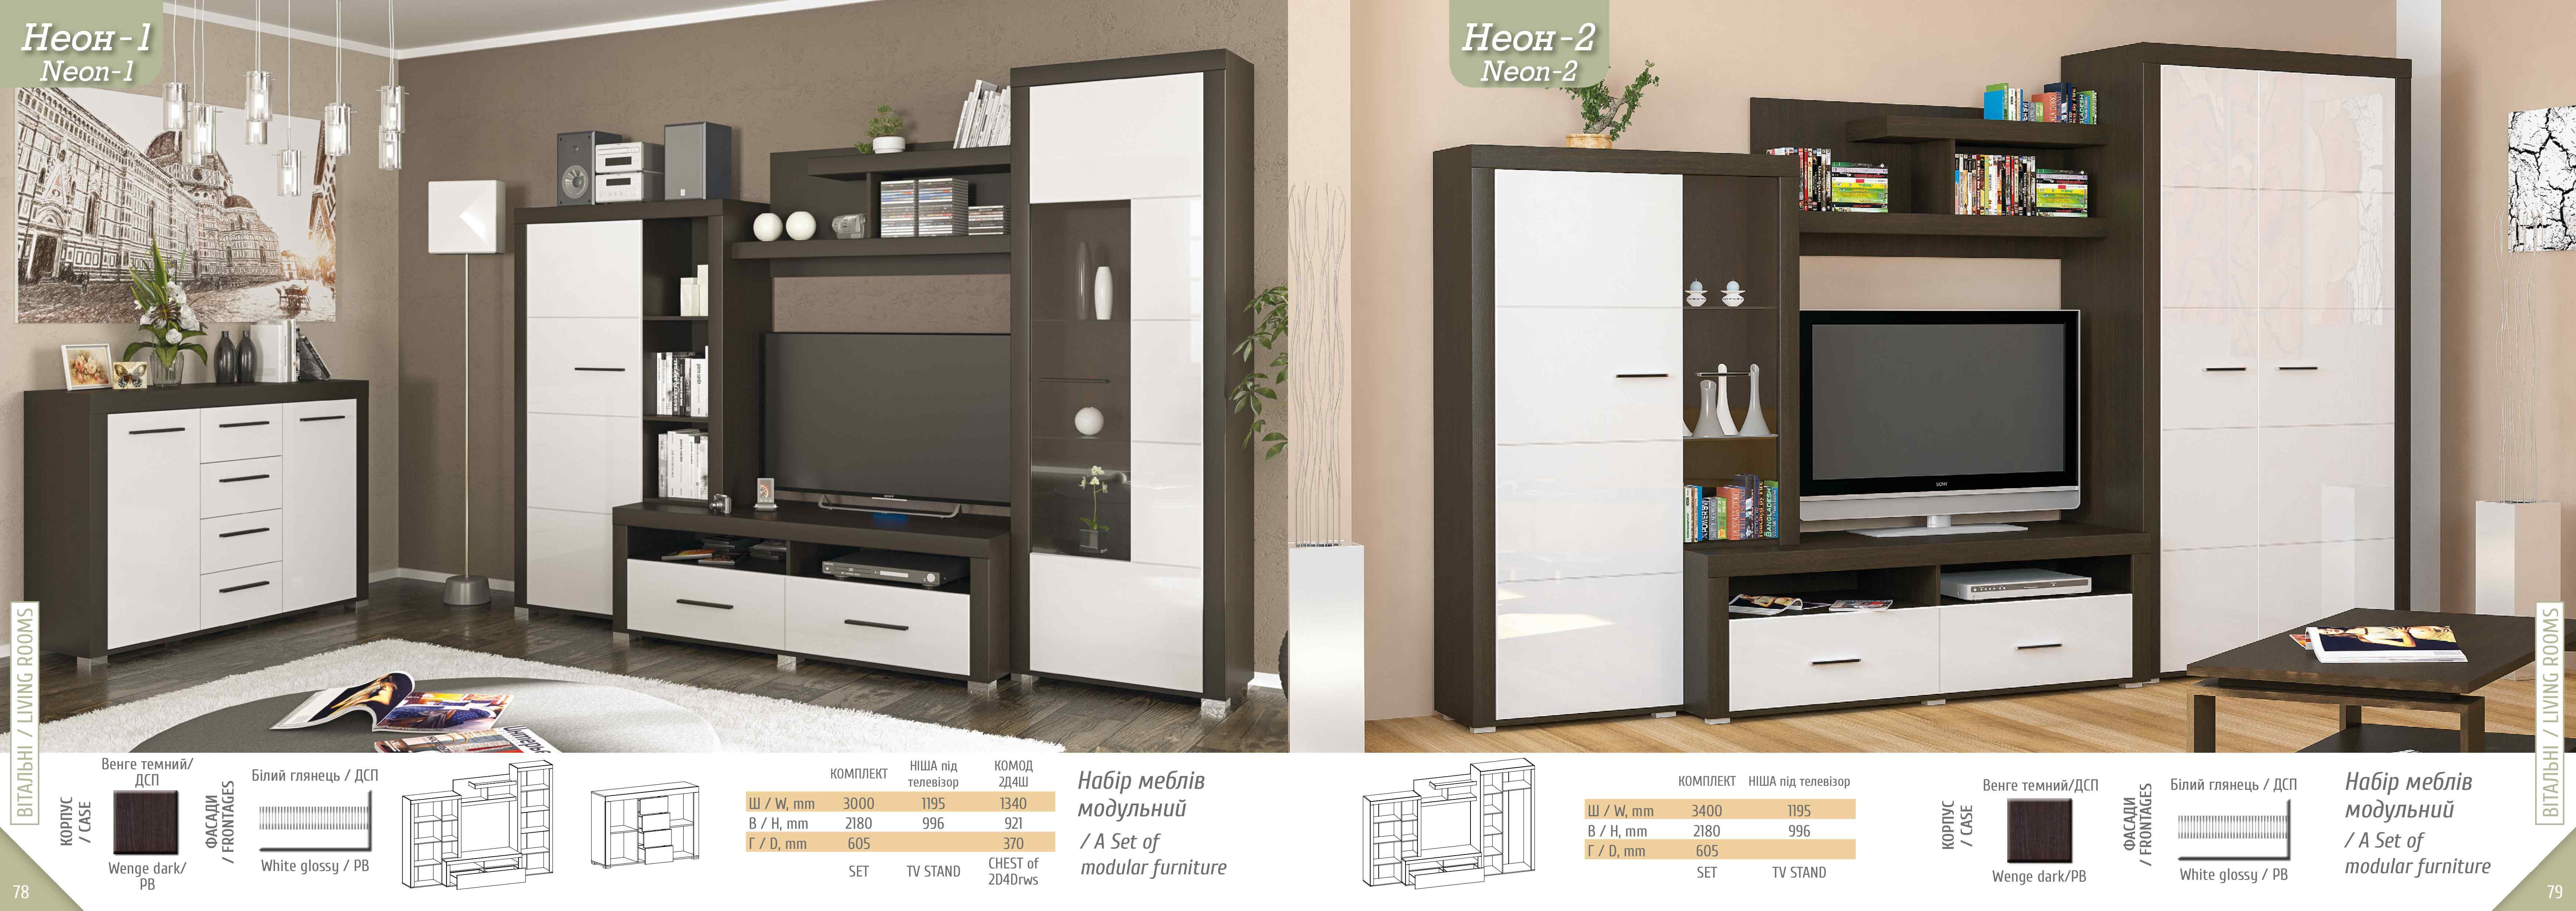 Неон-1
Neon-1
ВІТАЛЬНІ / LIVING ROOMS
КОРПУС
/ CASE
Венге темний/
ДСП
Wenge dark/
PB
ФАСАДИ
/ FRONTAGES
Білий глянець / ДСП
White glossy / PB
КОМПЛЕКТ НІША під телевізор КОМОД 2Д4Ш
Ш / W, mm 3000 1195 1340
В / H, mm 2180 996 921
Г / D, mm 605 370
SET TV STAND CHEST of 2D4Drws
Набір меблів
модульний
/ A Set of
modular furniture
78
Неон-2
Neon-2
SONY
BANGLADESH
КОМПЛЕКТ НІША під телевізор
Ш / W, mm 3400 1195
В / H, mm 2180 996
Г / D, mm 605
SET TV STAND
КОРПУС
/ CASE
Венге темний/ДСП
Wenge dark/PB
ФАСАДИ
/ FRONTAGES
Білий глянець / ДСП
White glossy / PB
Набір меблів
модульний
/ A Set of
modular furniture
ВІТАЛЬНІ / LIVING ROOMS
79